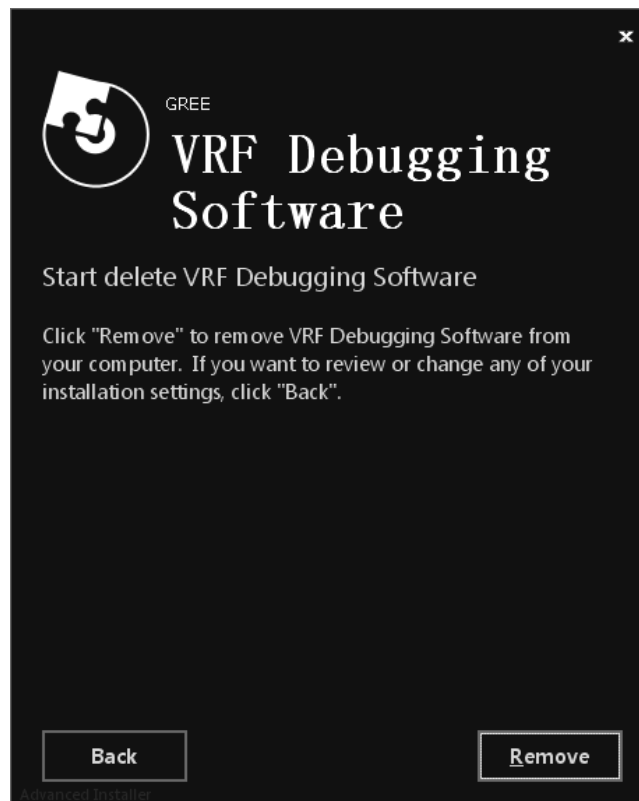 x
GREE
VRF Debugging
Software
Start delete VRF Debugging Software
Click "Remove" to remove VRF Debugging Software from
your computer. If you want to review or change any of your
installation settings, click "Back".
Back
Remove
Advanced Installer